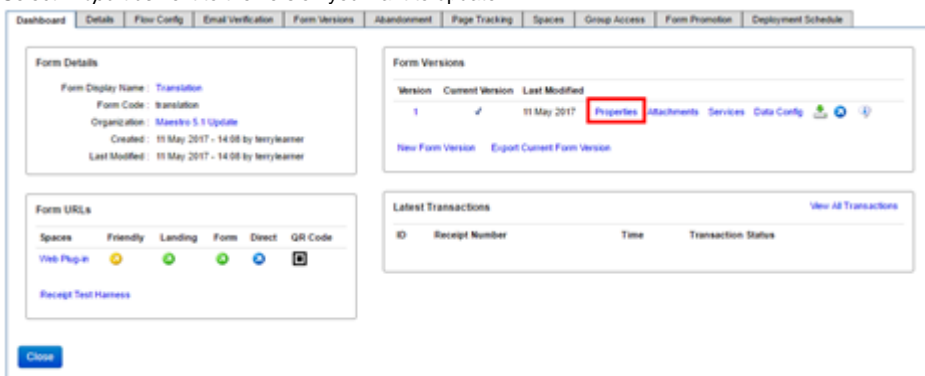 Dashboard Details Flow Config Email Verification Form Versions Abandonment Page Tracking Spaces Group Access Form Promotion Deployment Schedule
Form Details
Form Display Name : Translation
Form Code : translation
Organization : Maestro 5.1 Update
Created : 11 May 2017 - 14:08 by terrylearner
Last Modified : 11 May 2017 - 14:08 by terrylearner
Form Versions
Version Current Version Last Modified
1 11 May 2017 Properties Attachments Services Data Config
New Form Version Export Current Form Version
Form URLs
Spaces Friendly Landing Form Direct QR Code
Web Plug-in
Receipt Test Harness
Latest Transactions View All Transactions
ID Receipt Number Time Transaction Status
Close